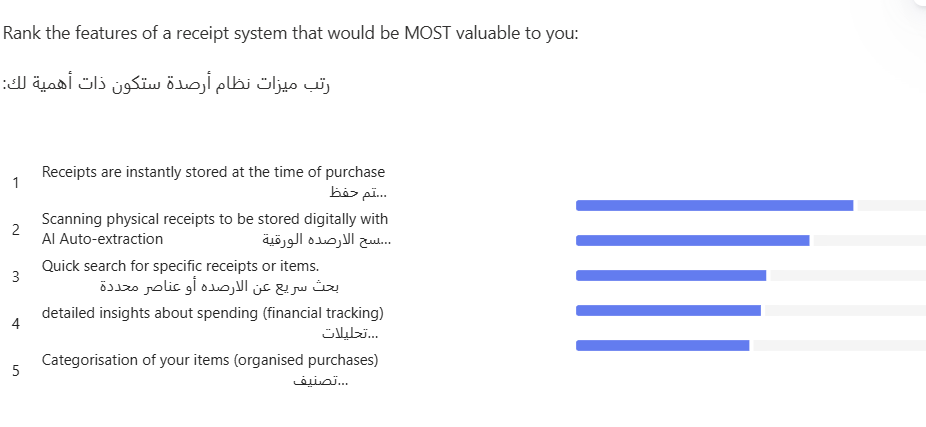 Rank the features of a receipt system that would be MOST valuable to you:
رتب ميزات نظام أرصدة ستكون ذات أهمية لك:
1
Receipts are instantly stored at the time of purchase
تم حفظ...
2
Scanning physical receipts to be stored digitally with
AI Auto-extraction سح الارصده الورقية...
3
Quick search for specific receipts or items.
بحث سريع عن الارصده أو عناصر محددة
4
detailed insights about spending (financial tracking)
تحليلات...
5
Categorisation of your items (organised purchases)
تصنيف...